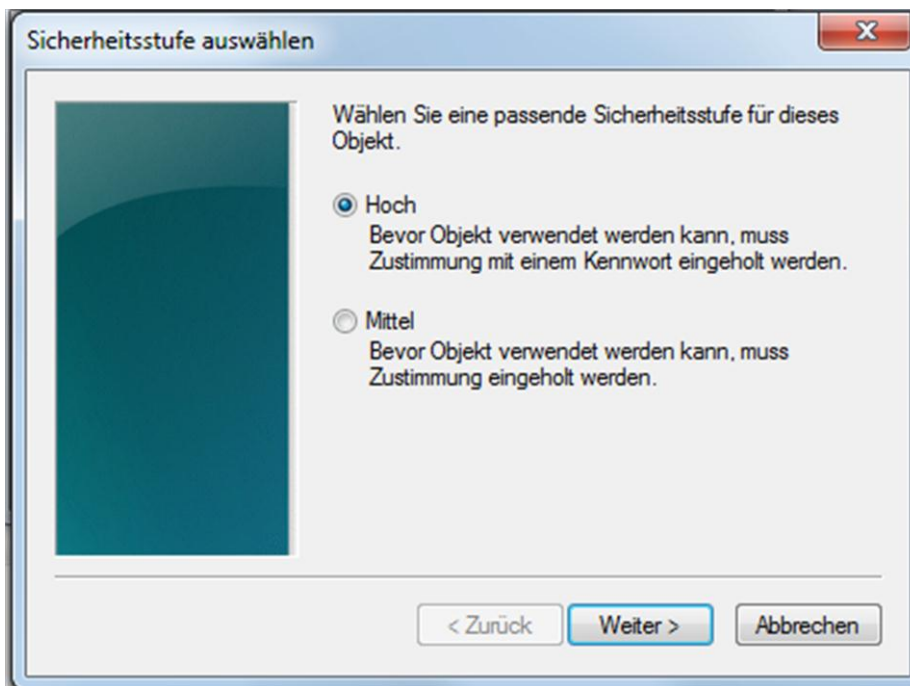 Sicherheitsstufe auswählen
Wählen Sie eine passende Sicherheitsstufe für dieses
Objekt.
Hoch
Bevor Objekt verwendet werden kann, muss
Zustimmung mit einem Kennwort eingeholt werden.
Mittel
Bevor Objekt verwendet werden kann, muss
Zustimmung eingeholt werden.
< Zurück
Weiter >
Abbrechen